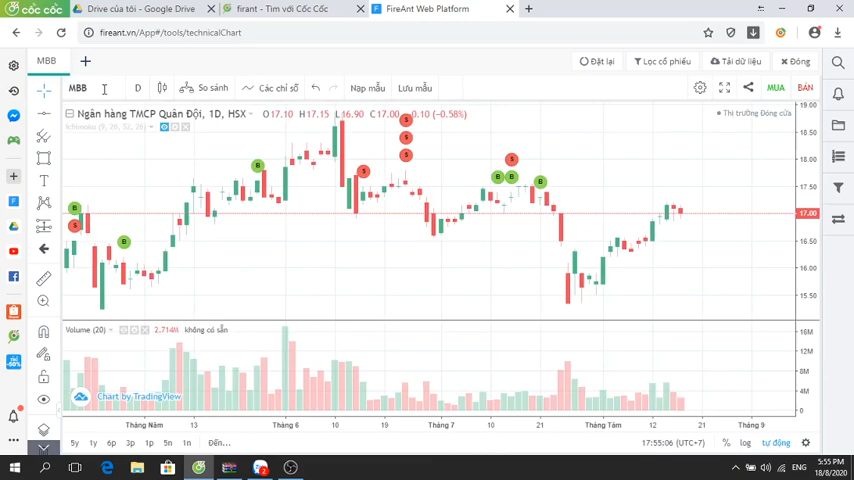 cốc cốc
Drive của tôi - Google Drive
firant - Tìm với Cốc Cốc
FireAnt Web Platform
fireant.vn/App#/tools/technicalChart
MBB
Đặt lại
Lọc cổ phiếu
Tải dữ liệu
Đóng
MBB
D
So sánh
Các chỉ số
Nạp mẫu
Lưu mẫu
MUA
BÁN
Ngân hàng TMCP Quân Đội, 1D, HSX
O17.10 H17.15 L16.90 C17.00 -0.10 (-0.58%)
Thị trường Đóng cửa
Ichimoku (9, 26, 52, 26)
19.00
18.00
17.50
17.00
16.50
16.00
15.50
Volume (20)
2.714M
không có sẵn
16M
12M
8M
4M
0
Chart by TradingView
Tháng Năm
13
Tháng 6
10
19
Tháng 7
10
21
Tháng Tám
12
21
Tháng 9
5y 1y 6p 3p 1p 5n 1n Đến...
17:55:06 (UTC+7)
% log tự động
ENG
5:55 PM
18/8/2020